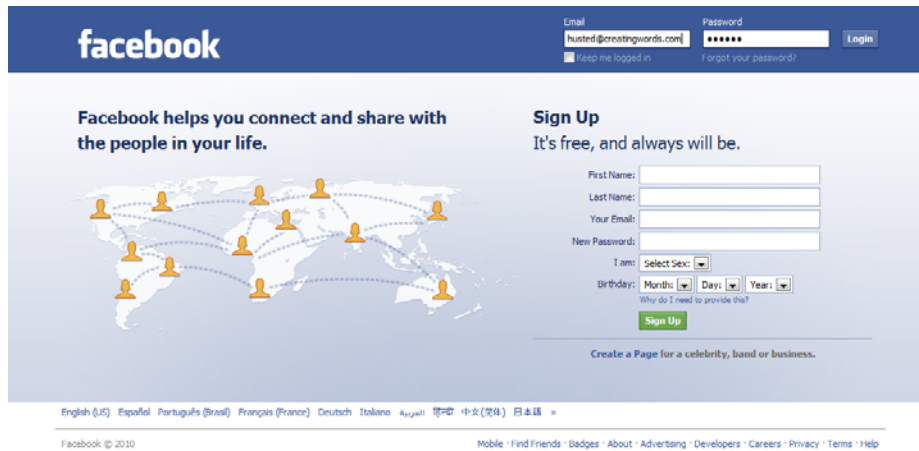 facebook
Email
Password
husted@creatingwords.com
••••••
Login
Keep me logged in
Forgot your password?
Facebook helps you connect and share with
the people in your life.
Sign Up
It's free, and always will be.
First Name:
Last Name:
Your Email:
New Password:
I am: Select Sex:
Birthday: Month: Day: Year:
Why do I need to provide this?
Sign Up
Create a Page for a celebrity, band or business.
English (US) Español Português (Brasil) Français (France) Deutsch Italiano العربية हिन्दी 中文(简体) 日本語 »
Facebook © 2010
Mobile · Find Friends · Badges · About · Advertising · Developers · Careers · Privacy · Terms · Help